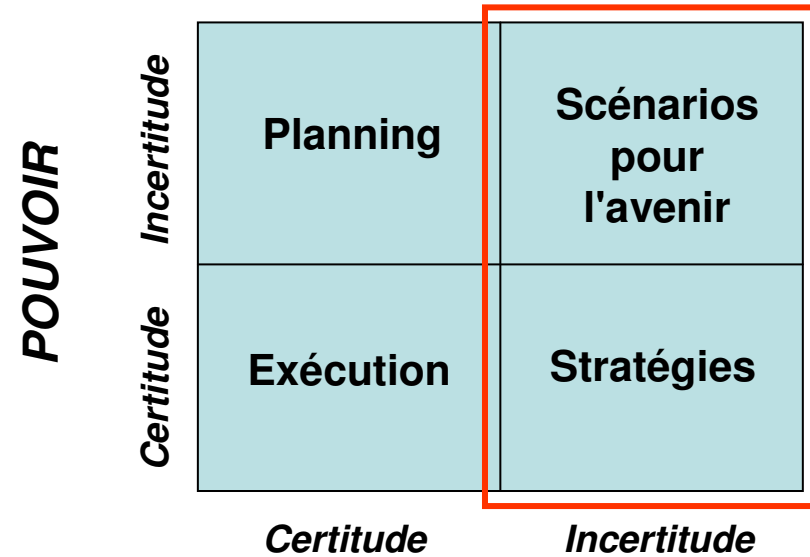 POUVOIR
Incertitude
Certitude
Planning
Scénarios
pour
l'avenir
Exécution
Stratégies
Certitude
Incertitude